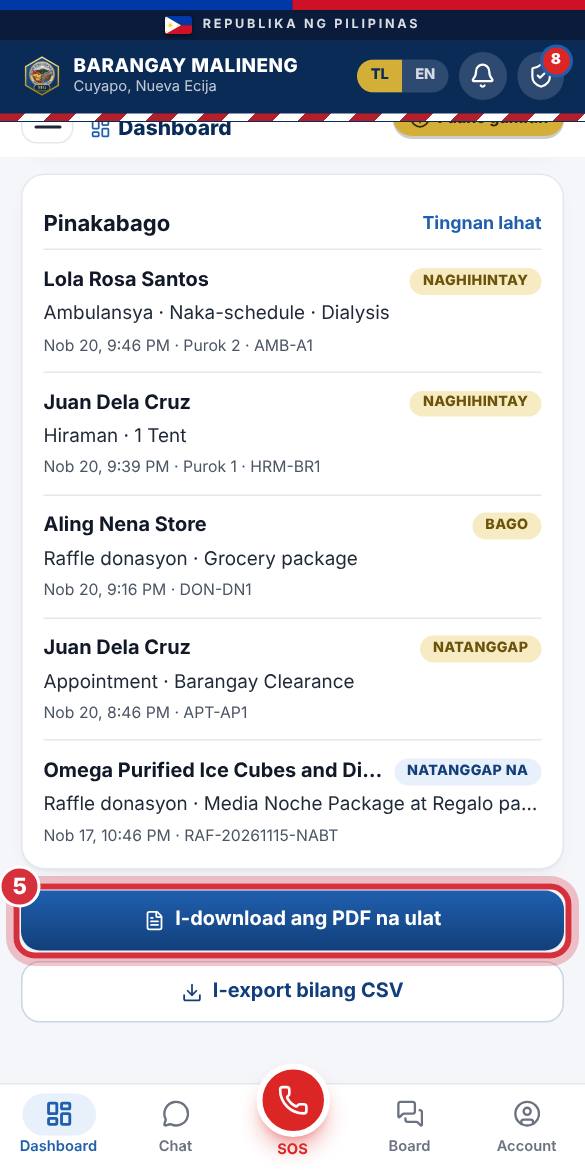 REPUBLIKA NG PILIPINAS
BARANGAY MALINENG
Cuyapo, Nueva Ecija
TL
EN
8
Dashboard
Pinakabago
Tingnan lahat
Lola Rosa Santos
NAGHIHINTAY
Ambulansya · Naka-schedule · Dialysis
Nob 20, 9:46 PM · Purok 2 · AMB-A1
Juan Dela Cruz
NAGHIHINTAY
Hiraman · 1 Tent
Nob 20, 9:39 PM · Purok 1 · HRM-BR1
Aling Nena Store
BAGO
Raffle donasyon · Grocery package
Nob 20, 9:16 PM · DON-DN1
Juan Dela Cruz
NATANGGAP
Appointment · Barangay Clearance
Nob 20, 8:46 PM · APT-AP1
Omega Purified Ice Cubes and Di...
NATANGGAP NA
Raffle donasyon · Media Noche Package at Regalo pa...
Nob 17, 10:46 PM · RAF-20261115-NABT
5
I-download ang PDF na ulat
I-export bilang CSV
Dashboard
Chat
SOS
Board
Account